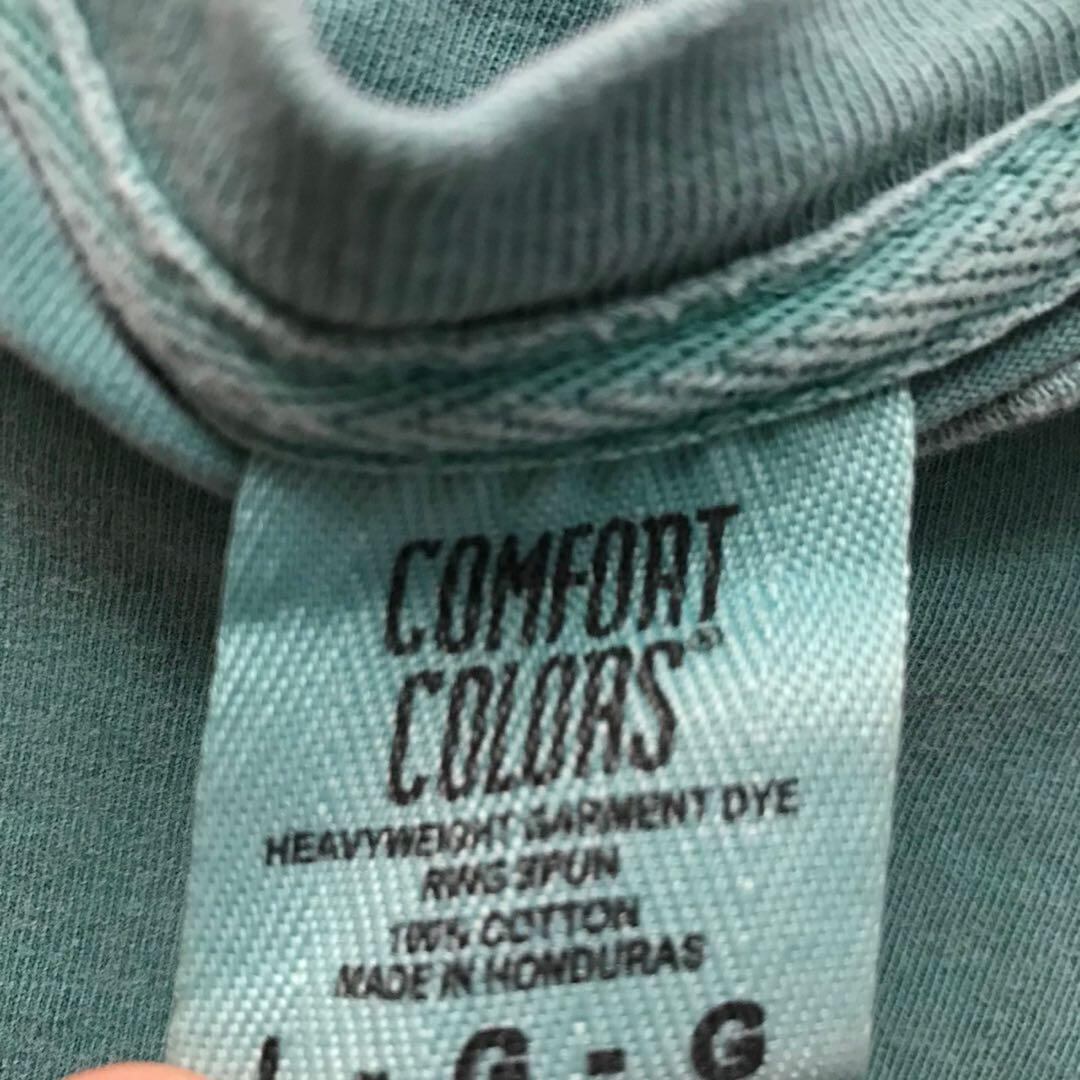 COMFORT
COLORS®
HEAVYWEIGHT GARMENT DYE
RING SPUN
100% COTTON
MADE IN HONDURAS
L - G - G